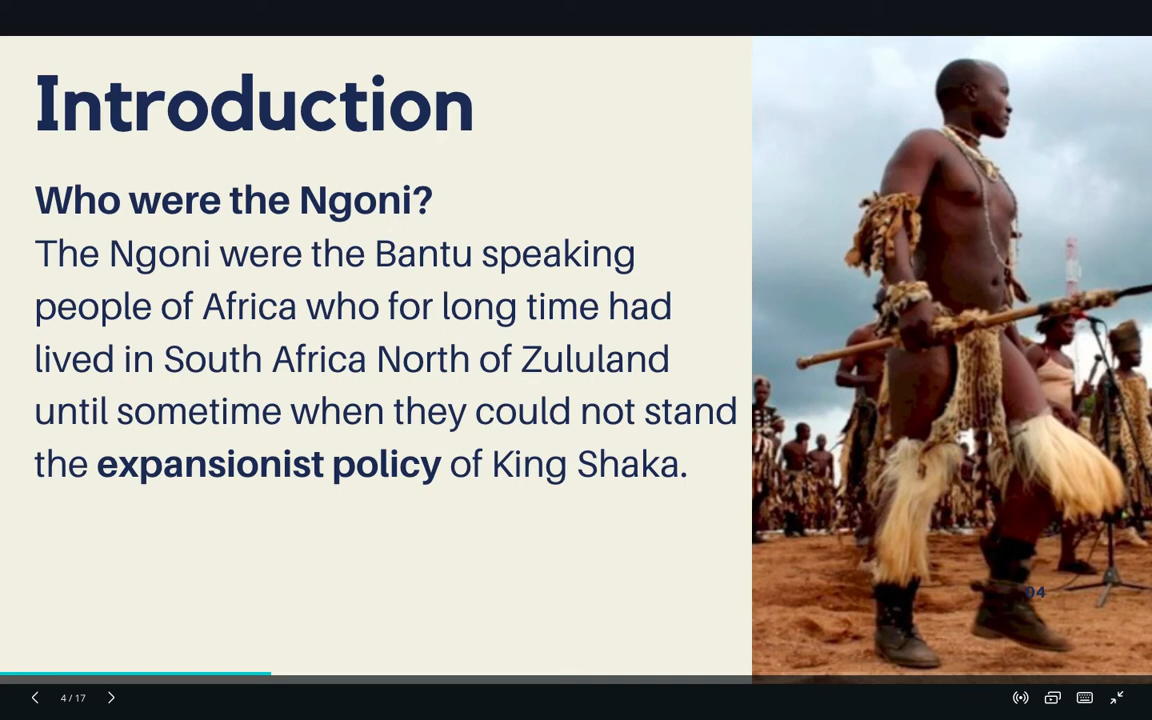 Introduction
Who were the Ngoni?
The Ngoni were the Bantu speaking
people of Africa who for long time had
lived in South Africa North of Zululand
until sometime when they could not stand
the expansionist policy of King Shaka.
04
4 / 17